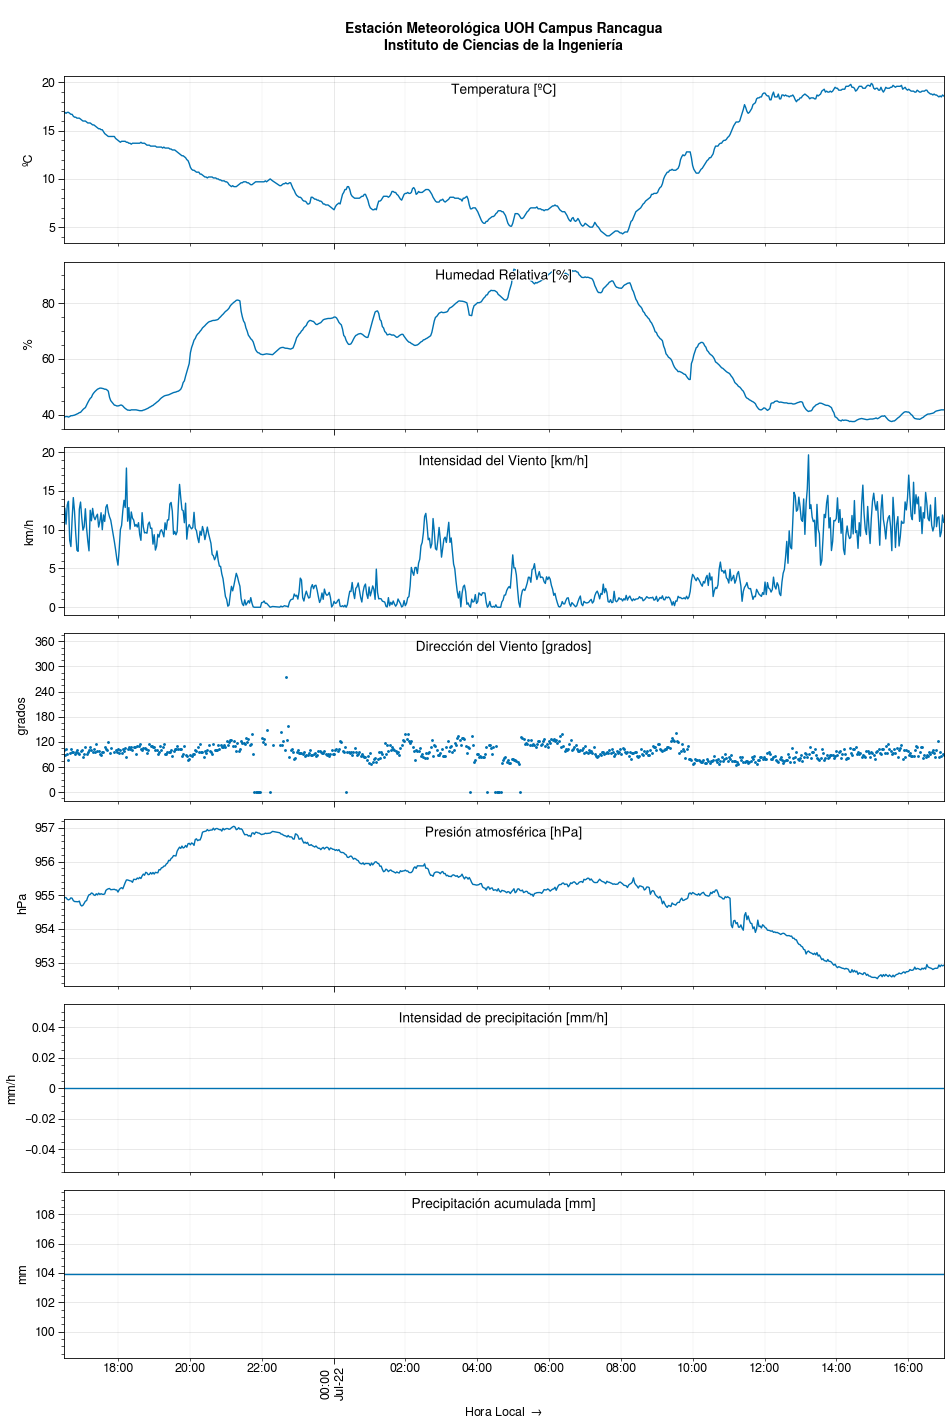 Estación Meteorológica UOH Campus Rancagua
Instituto de Ciencias de la Ingeniería
Temperatura [ºC]
20
15
10
5
ºC
Humedad Relativa [%]
80
60
40
%
Intensidad del Viento [km/h]
20
15
10
5
0
km/h
Dirección del Viento [grados]
360
300
240
180
120
60
0
grados
Presión atmosférica [hPa]
957
956
955
954
953
hPa
Intensidad de precipitación [mm/h]
0.04
0.02
0
−0.02
−0.04
mm/h
Precipitación acumulada [mm]
108
106
104
102
100
mm
18:00 20:00 22:00 00:00 02:00 04:00 06:00 08:00 10:00 12:00 14:00 16:00
Jul-22
Hora Local →